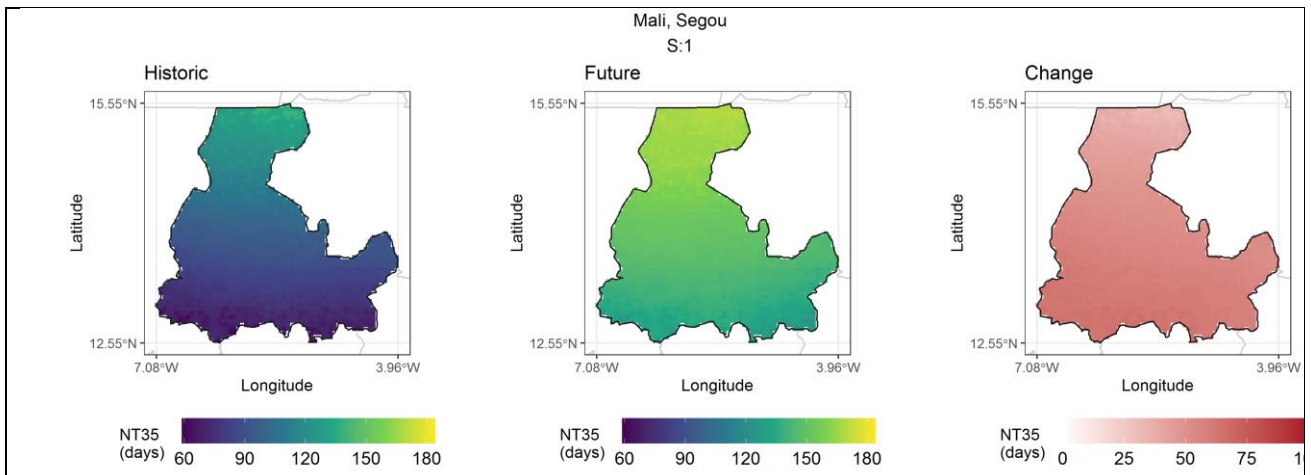 Mali, Segou
S:1
Historic
Future
Change
15.55°N
15.55°N
15.55°N
Latitude
Latitude
Latitude
12.55°N
12.55°N
12.55°N
7.08°W 3.96°W
7.08°W 3.96°W
7.08°W 3.96°W
Longitude
Longitude
Longitude
NT35
(days)
60 90 120 150 180
NT35
(days)
60 90 120 150 180
NT35
(days)
0 25 50 75